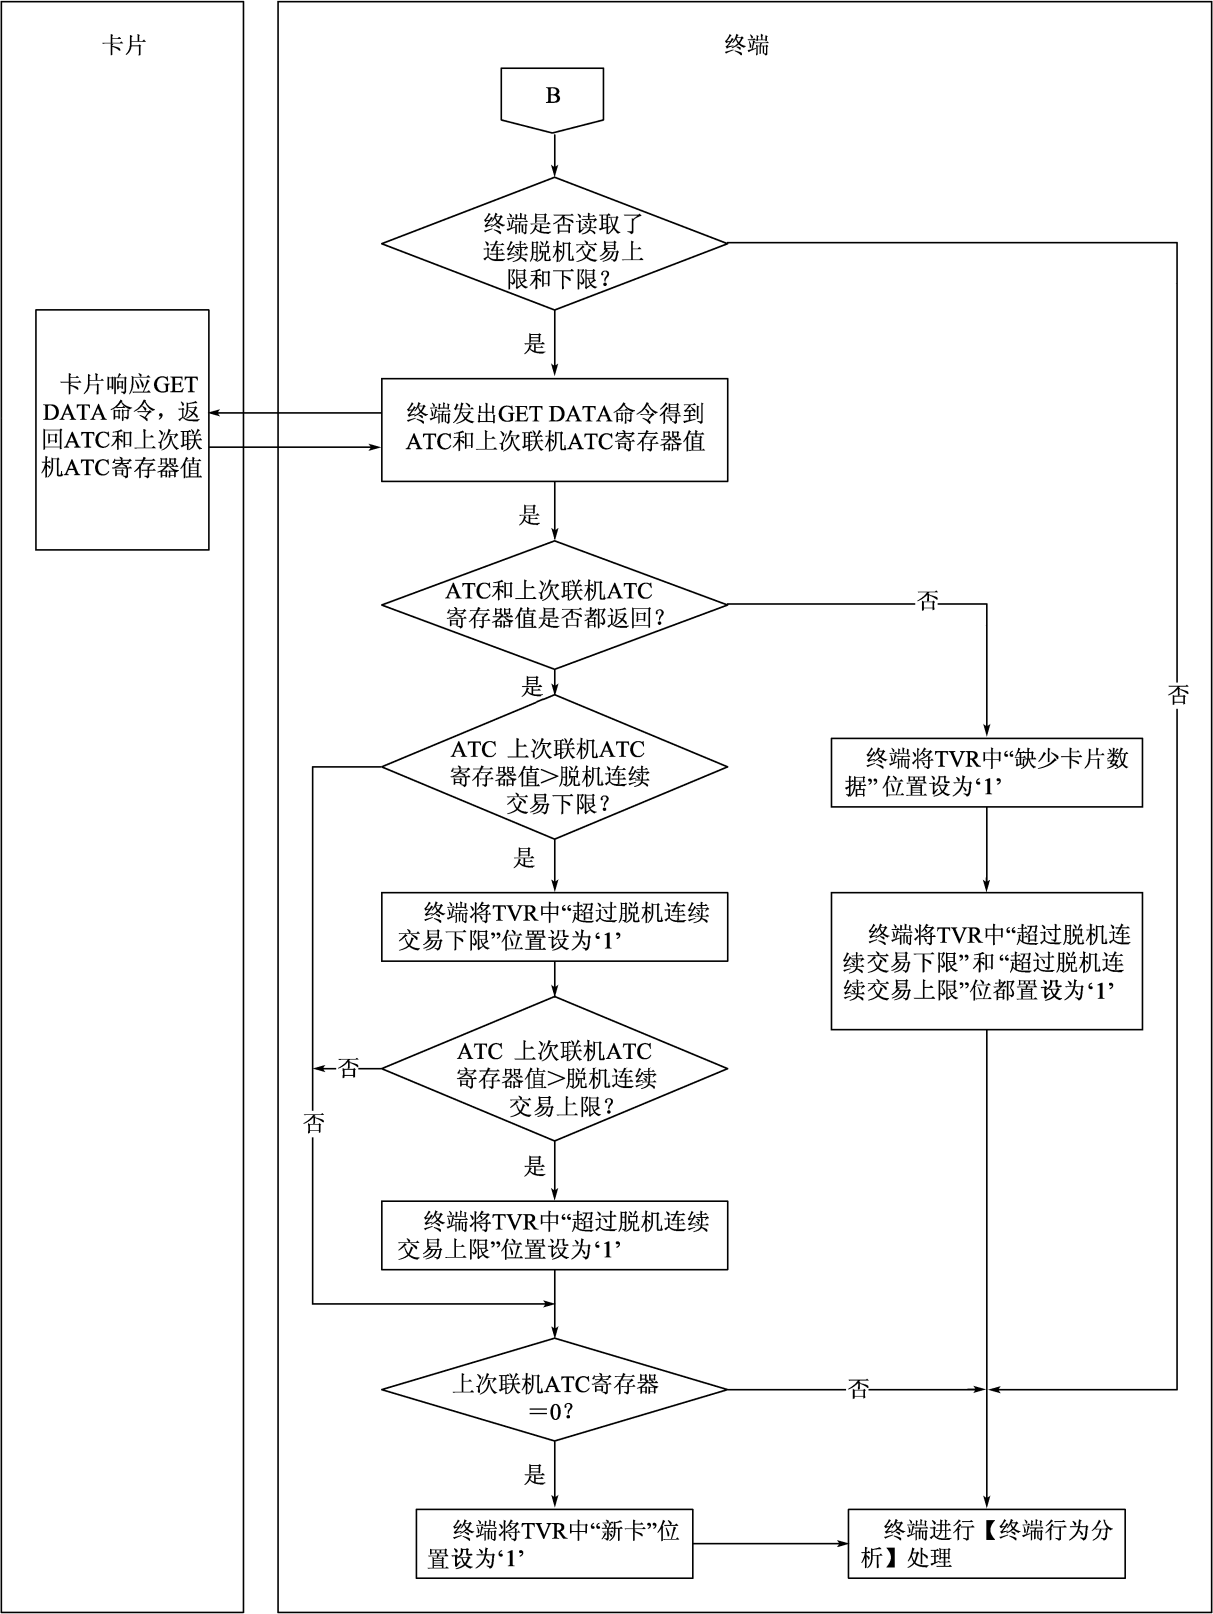 卡片
终端
B
终端是否读取了
连续脱机交易上
限和下限？
否
是
卡片响应GET
DATA命令，返
回ATC和上次联
机ATC寄存器值
终端发出GET DATA命令得到
ATC和上次联机ATC寄存器值
是
ATC和上次联机ATC
寄存器值是否都返回？
否
是
ATC 上次联机ATC
寄存器值>脱机连续
交易下限？
终端将TVR中“缺少卡片数
据”位置设为‘1’
是
终端将TVR中“超过脱机连续
交易下限”位置设为‘1’
终端将TVR中“超过脱机连
续交易下限”和“超过脱机连
续交易上限”位都置设为‘1’
ATC 上次联机ATC
寄存器值>脱机连续
交易上限？
否
否
是
终端将TVR中“超过脱机连续
交易上限”位置设为‘1’
上次联机ATC寄存器
=0？
否
是
终端将TVR中“新卡”位
置设为‘1’
终端进行【终端行为分
析】处理